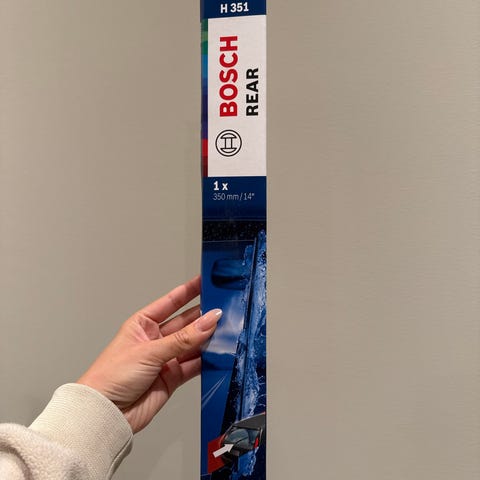 H 351
BOSCH
REAR
1 x
350 mm / 14"